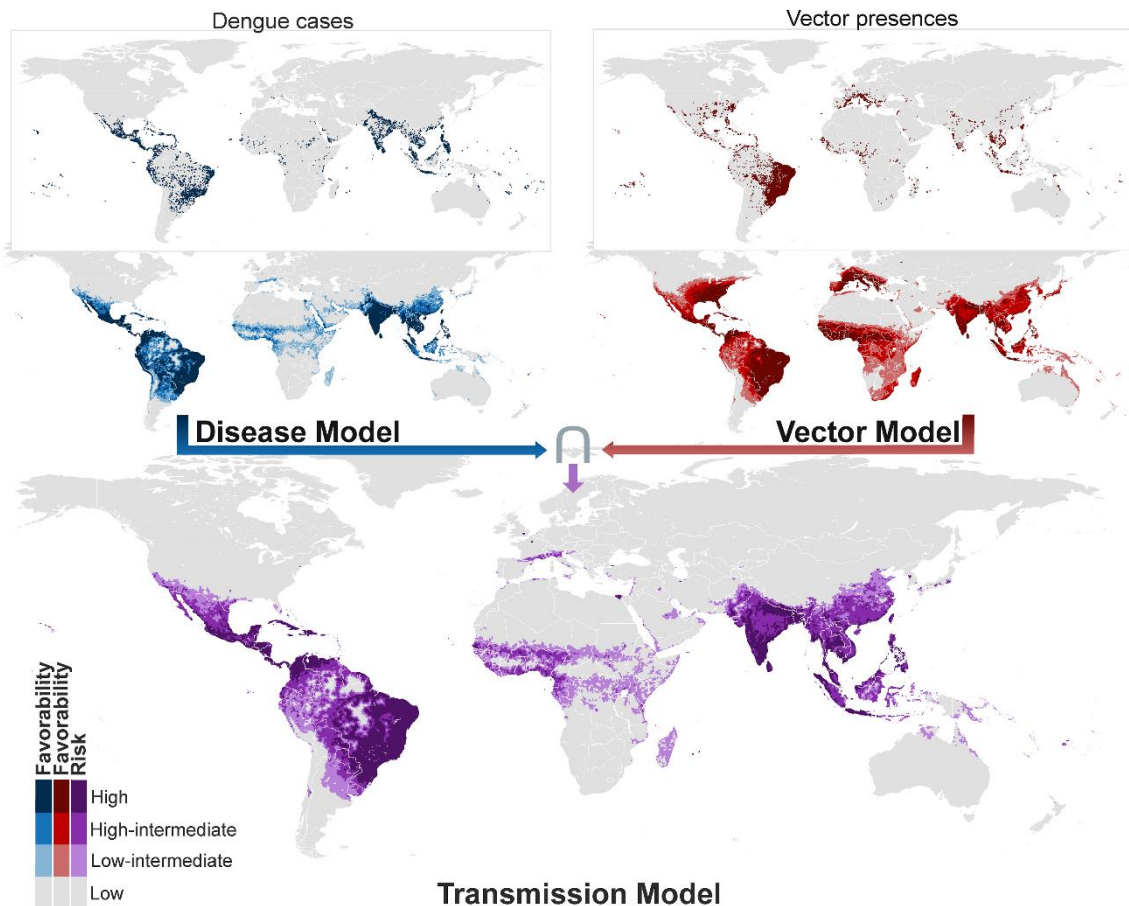 Dengue cases
Vector presences
Disease Model
Vector Model
Favorability
Favorability
Risk
High
High-intermediate
Low-intermediate
Low
Transmission Model